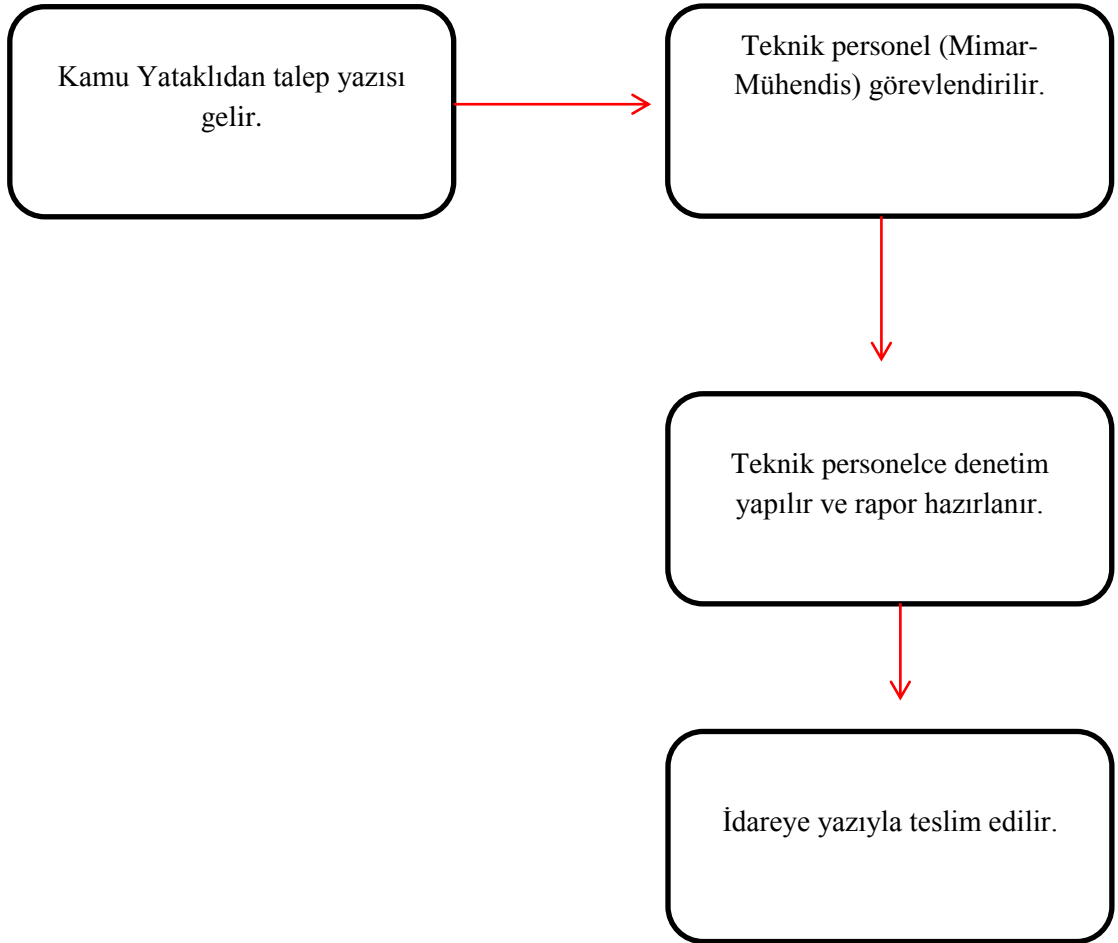 Kamu Yataklıdan talep yazısı
gelir.
Teknik personel (Mimar-
Mühendis) görevlendirilir.
Teknik personelce denetim
yapılır ve rapor hazırlanır.
İdareye yazıyla teslim edilir.